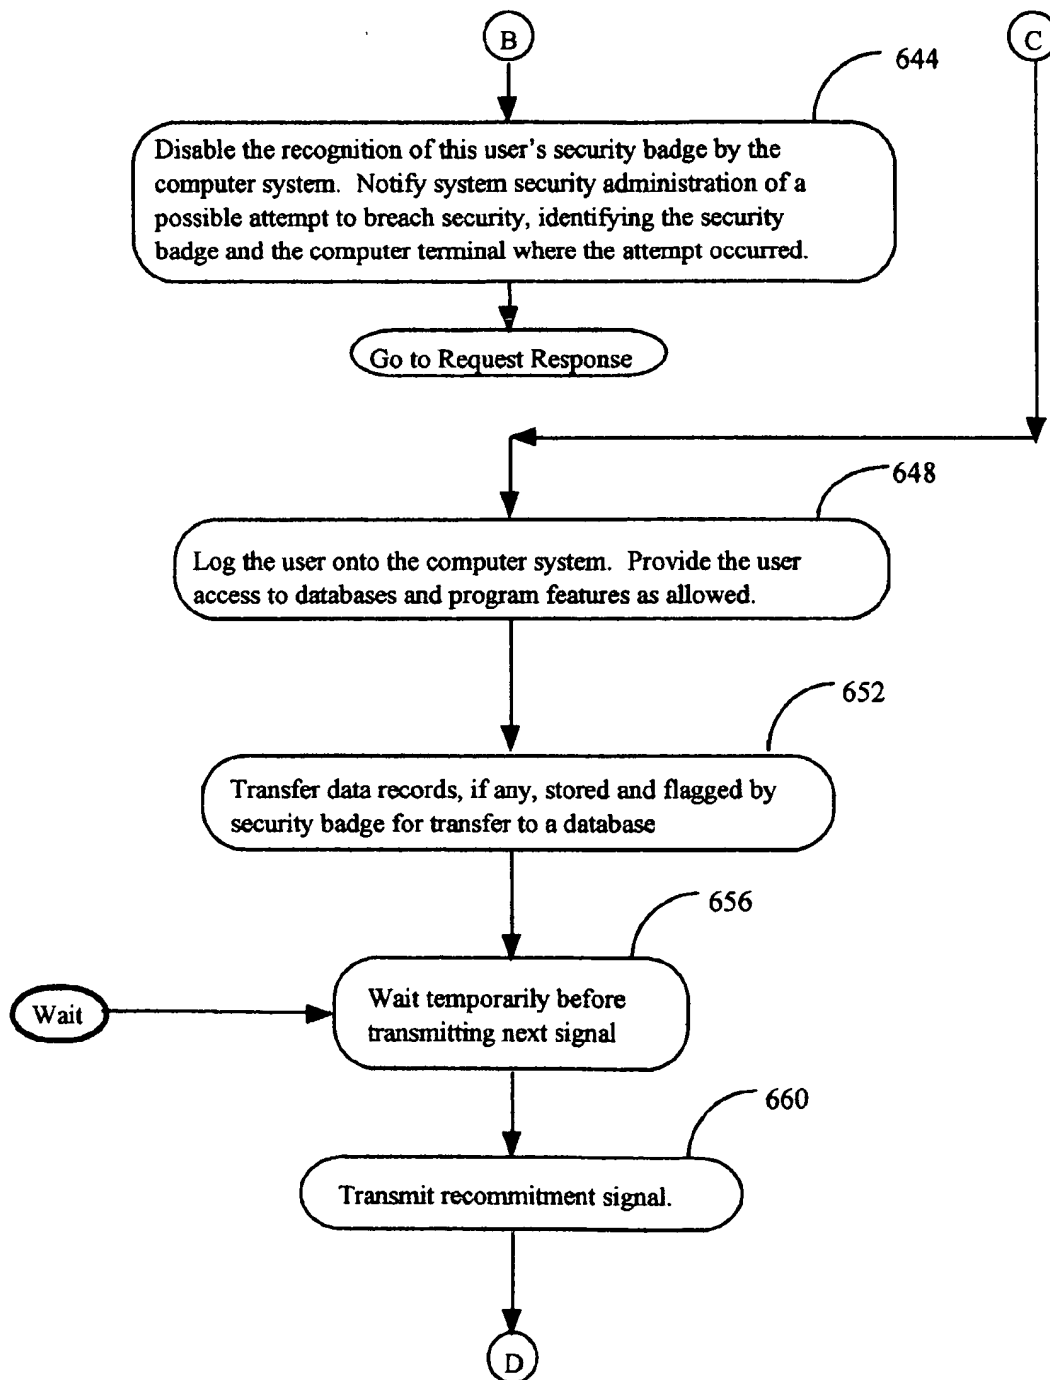 B
C
644
Disable the recognition of this user's security badge by the
computer system. Notify system security administration of a
possible attempt to breach security, identifying the security
badge and the computer terminal where the attempt occurred.
Go to Request Response
648
Log the user onto the computer system. Provide the user
access to databases and program features as allowed.
652
Transfer data records, if any, stored and flagged by
security badge for transfer to a database
656
Wait
Wait temporarily before
transmitting next signal
660
Transmit recommitment signal.
D